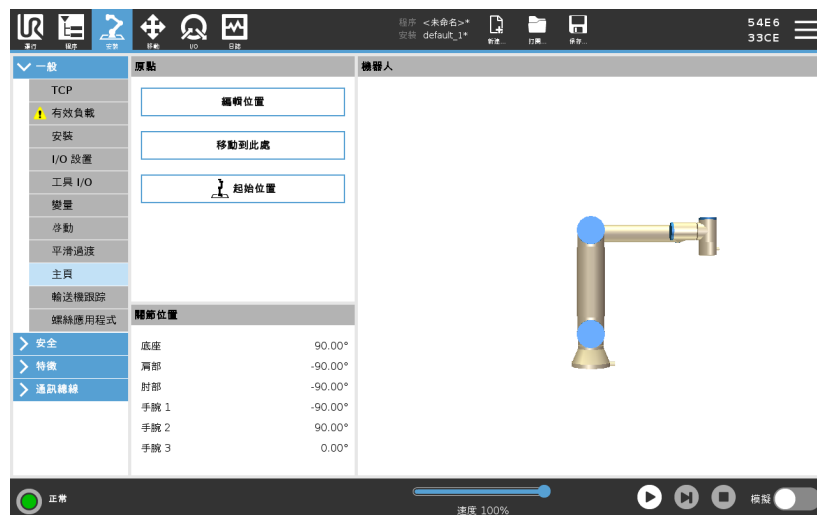 UR
運行
程序
安裝
移動
I/O
日誌
程序 <未命名>*
安裝 default_1*
新建...
打開...
保存...
54E6
33CE
一般
TCP
有效負載
安裝
I/O 設置
工具 I/O
變量
啓動
平滑過渡
主頁
輸送機跟踪
螺絲應用程式
安全
特徵
通訊總線
原點
編輯位置
移動到此處
起始位置
關節位置
底座 90.00°
肩部 -90.00°
肘部 -90.00°
手腕 1 -90.00°
手腕 2 90.00°
手腕 3 0.00°
機器人
正常
速度 100%
模擬